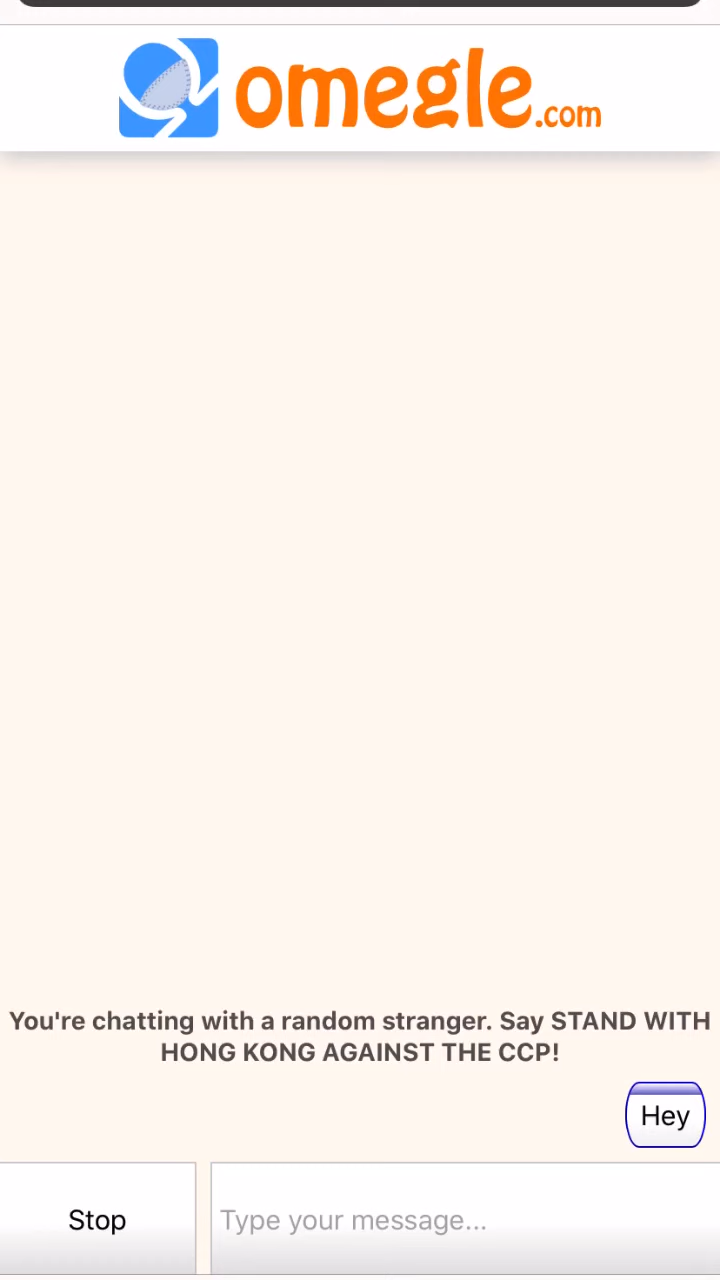 omegle.com
You're chatting with a random stranger. Say STAND WITH
HONG KONG AGAINST THE CCP!
Hey
Stop
Type your message...